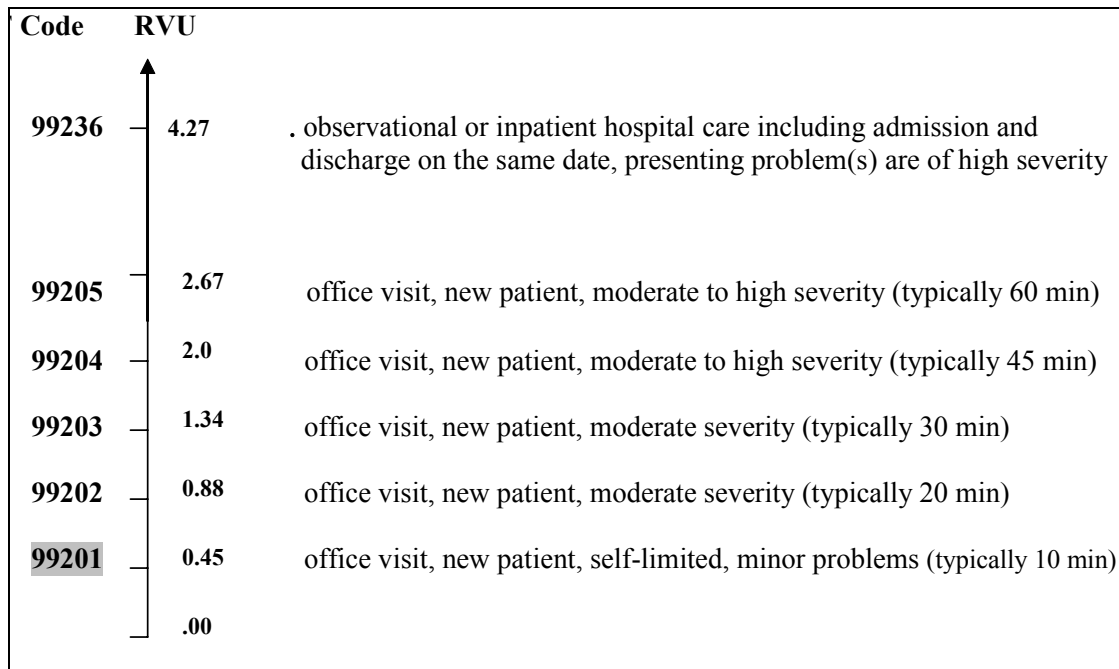 Code RVU
99236 4.27 . observational or inpatient hospital care including admission and
discharge on the same date, presenting problem(s) are of high severity
99205 2.67 office visit, new patient, moderate to high severity (typically 60 min)
99204 2.0 office visit, new patient, moderate to high severity (typically 45 min)
99203 1.34 office visit, new patient, moderate severity (typically 30 min)
99202 0.88 office visit, new patient, moderate severity (typically 20 min)
99201 0.45 office visit, new patient, self-limited, minor problems (typically 10 min)
.00